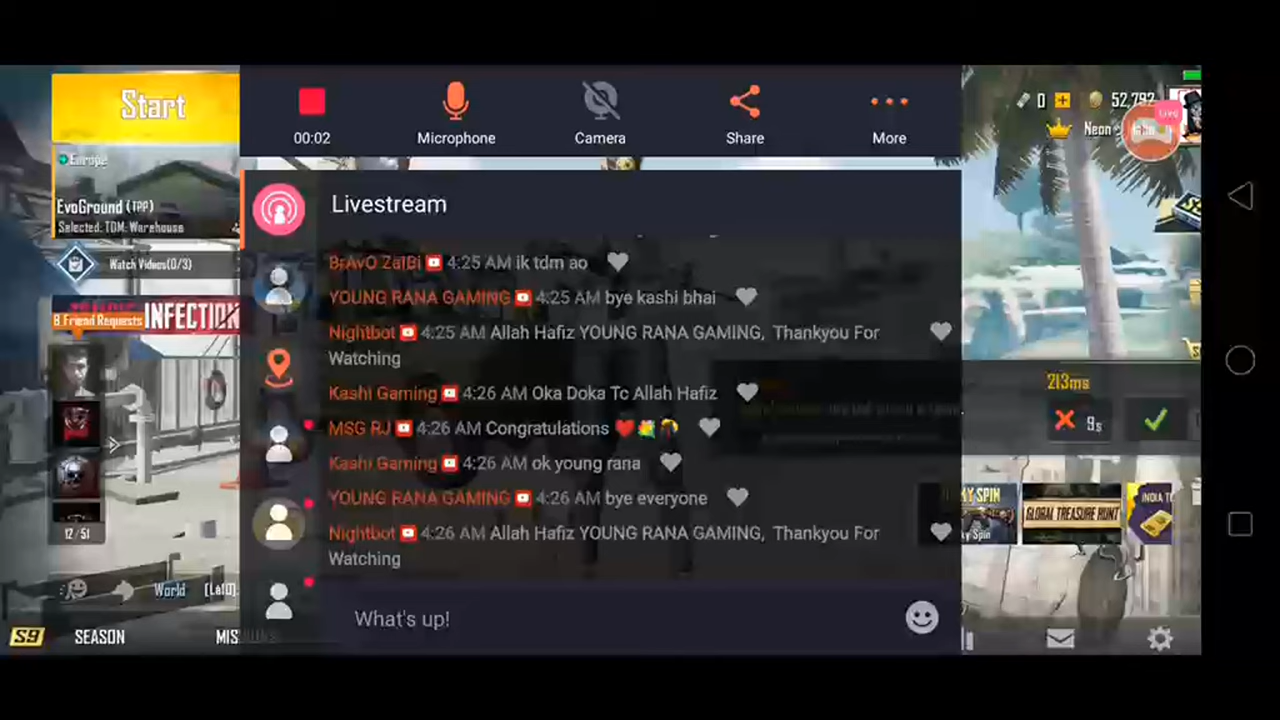 Start
Europe
EvoGround (TPP)
Selected: TDM: Warehouse
Watch Videos(0/3)
8 Friend Requests
INFECTION
12/51
World
S9
SEASON
00:02
Microphone
Camera
Share
More
Livestream
BrAvO ZaIBi 4:25 AM ik tdm ao
YOUNG RANA GAMING 4:25 AM bye kashi bhai
Nightbot 4:25 AM Allah Hafiz YOUNG RANA GAMING, Thankyou For
Watching
Kashi Gaming 4:26 AM Oka Doka Tc Allah Hafiz
MSG RJ 4:26 AM Congratulations ❤️💐
Kashi Gaming 4:26 AM ok young rana
YOUNG RANA GAMING 4:26 AM bye everyone
Nightbot 4:26 AM Allah Hafiz YOUNG RANA GAMING, Thankyou For
Watching
What's up!
0
52,792
Neon
Live
213ms
9s
GLOBAL TREASURE HUNT